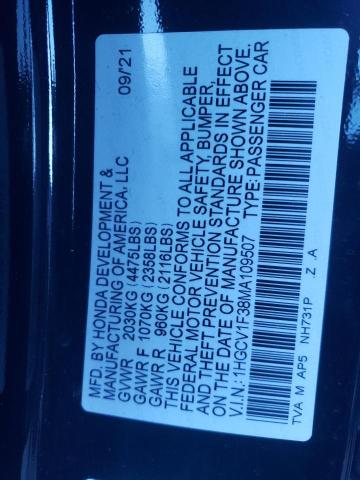 MFD. BY HONDA DEVELOPMENT & 09/21
MANUFACTURING OF AMERICA, LLC
GVWR 2030KG (4475LBS)
GAWR F 1070KG (2358LBS)
GAWR R 960KG (2116LBS)
THIS VEHICLE CONFORMS TO ALL APPLICABLE
FEDERAL MOTOR VEHICLE SAFETY, BUMPER,
AND THEFT PREVENTION STANDARDS IN EFFECT
ON THE DATE OF MANUFACTURE SHOWN ABOVE.
V.I.N.: 1HGCV1F38MA109507 TYPE: PASSENGER CAR
TVA M AP5 NH731P .Z .A